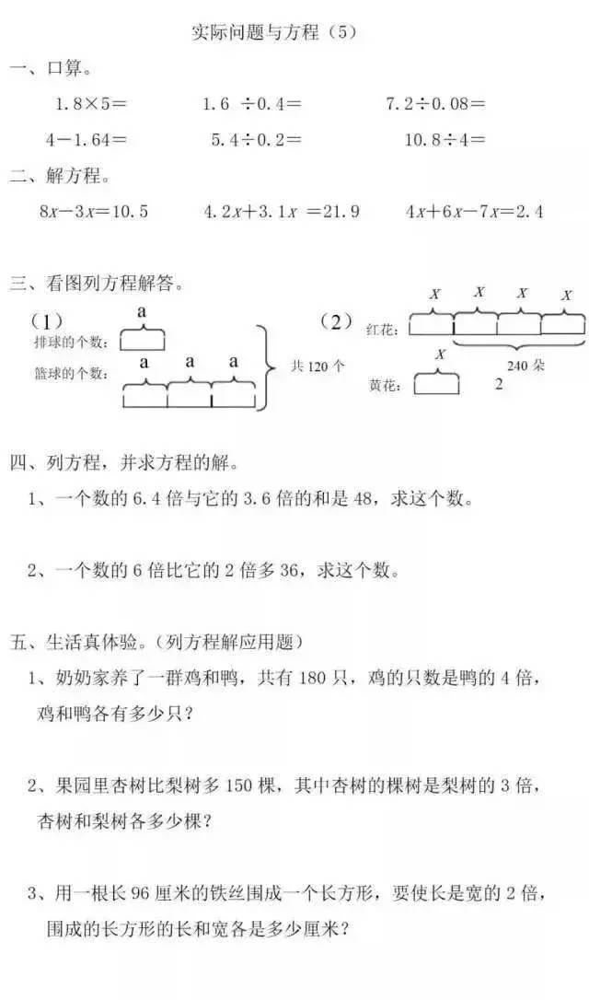 实际问题与方程（5）
一、口算。
1.8×5＝ 1.6 ÷0.4＝ 7.2÷0.08＝
4－1.64＝ 5.4÷0.2＝ 10.8÷4＝
二、解方程。
8x－3x＝10.5 4.2x＋3.1x ＝21.9 4x＋6x－7x＝2.4
三、看图列方程解答。
（1） a
排球的个数：
篮球的个数： a a a
共 120 个
（2） x x x x
红花：
240 朵
x
黄花： 2
四、列方程，并求方程的解。
1、一个数的 6.4 倍与它的 3.6 倍的和是 48，求这个数。
2、一个数的 6 倍比它的 2 倍多 36，求这个数。
五、生活真体验。（列方程解应用题）
1、奶奶家养了一群鸡和鸭，共有 180 只，鸡的只数是鸭的 4 倍，
鸡和鸭各有多少只？
2、果园里杏树比梨树多 150 棵，其中杏树的棵树是梨树的 3 倍，
杏树和梨树各多少棵？
3、用一根长 96 厘米的铁丝围成一个长方形，要使长是宽的 2 倍，
围成的长方形的长和宽各是多少厘米？